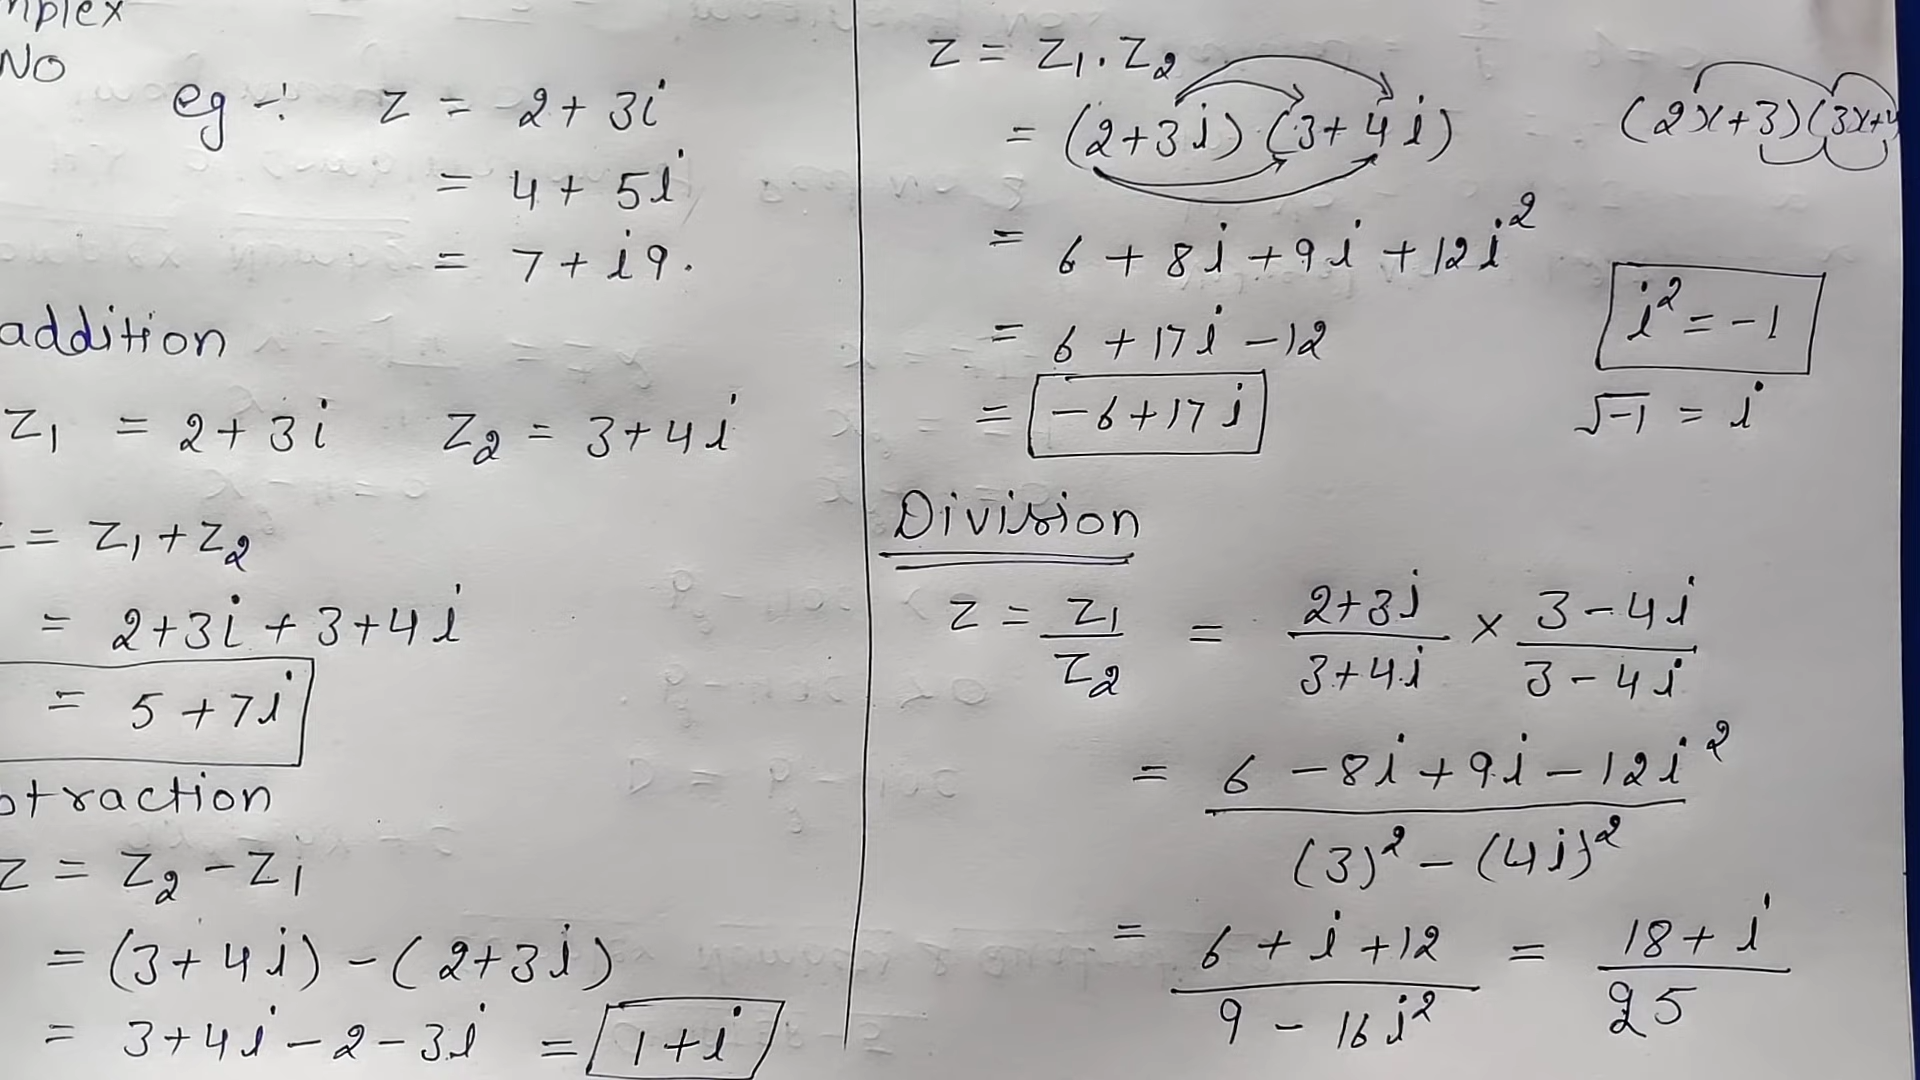 No
eg ÷ z = 2 + 3i
= 4 + 5i
= 7 + i9.
addition
z₁ = 2 + 3i z₂ = 3 + 4i
= z₁ + z₂
= 2 + 3i + 3 + 4i
= 5 + 7i
z = z₂ - z₁
= (3 + 4i) - (2 + 3i)
= 3 + 4i - 2 - 3i = 1 + i
z = z₁ . z₂
= (2 + 3i) (3 + 4i) (2x + 3)(3x+
= 6 + 8i + 9i + 12i²
= 6 + 17i - 12
= -6 + 17i
i² = -1
√-1 = i
Division
z = z₁/z₂ = (2 + 3i)/(3 + 4i) × (3 - 4i)/(3 - 4i)
= (6 - 8i + 9i - 12i²)/((3)² - (4i)²)
= (6 + i + 12)/(9 - 16i²) = (18 + i)/25